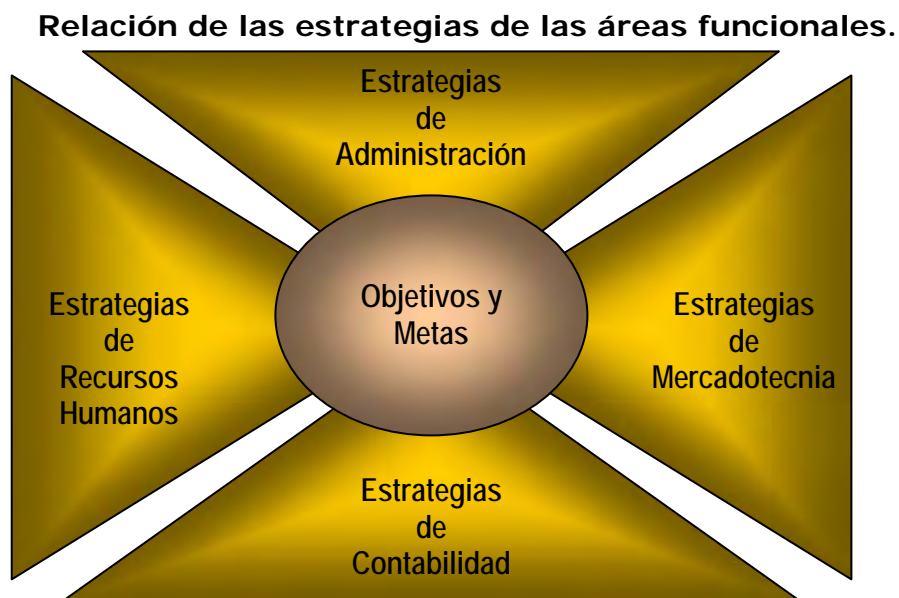 Relación de las estrategias de las áreas funcionales.
Estrategias
de
Administración
Estrategias
de
Recursos
Humanos
Objetivos y
Metas
Estrategias
de
Mercadotecnia
Estrategias
de
Contabilidad